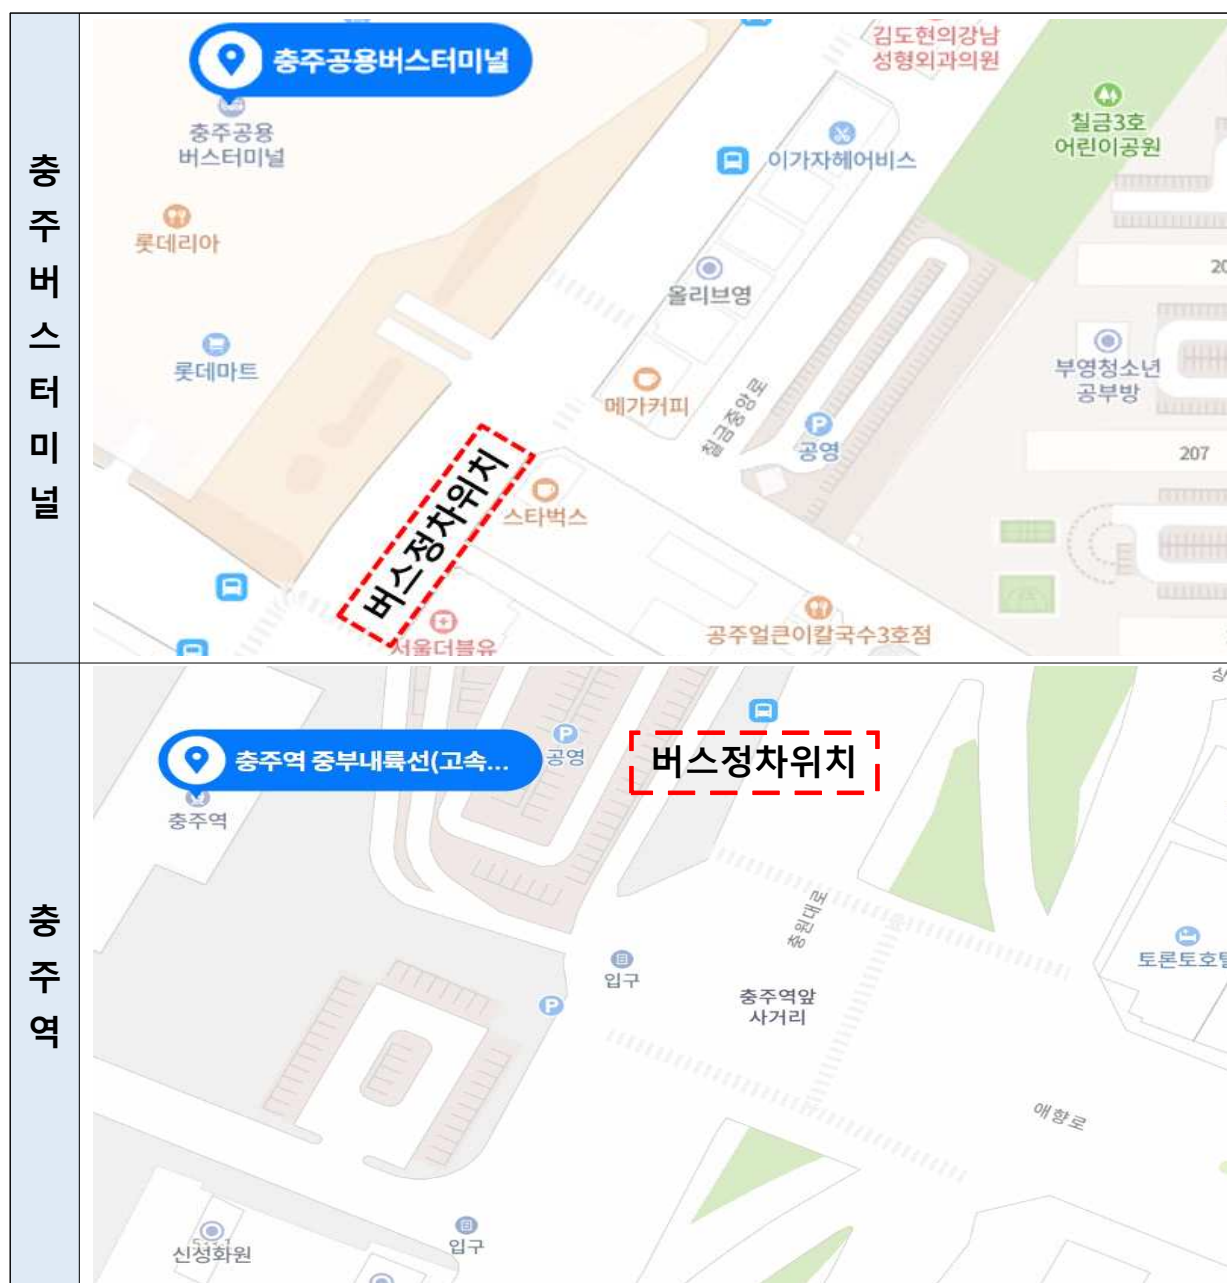 충주버스터미널
충주공용버스터미널
충주공용
버스터미널
롯데리아
롯데마트
김도현의강남
성형외과의원
칠금3호
어린이공원
이가자헤어비스
올리브영
메가커피
칠금중앙로
공영
부영청소년
공부방
207
버스정차위치
스타벅스
서울더블유
공주얼큰이칼국수3호점
충주역
충주역 중부내륙선(고속...
충주역
P
공영
버스정차위치
충원대로
입구
P
충주역앞
사거리
토론토호텔
애향로
신성화원
입구